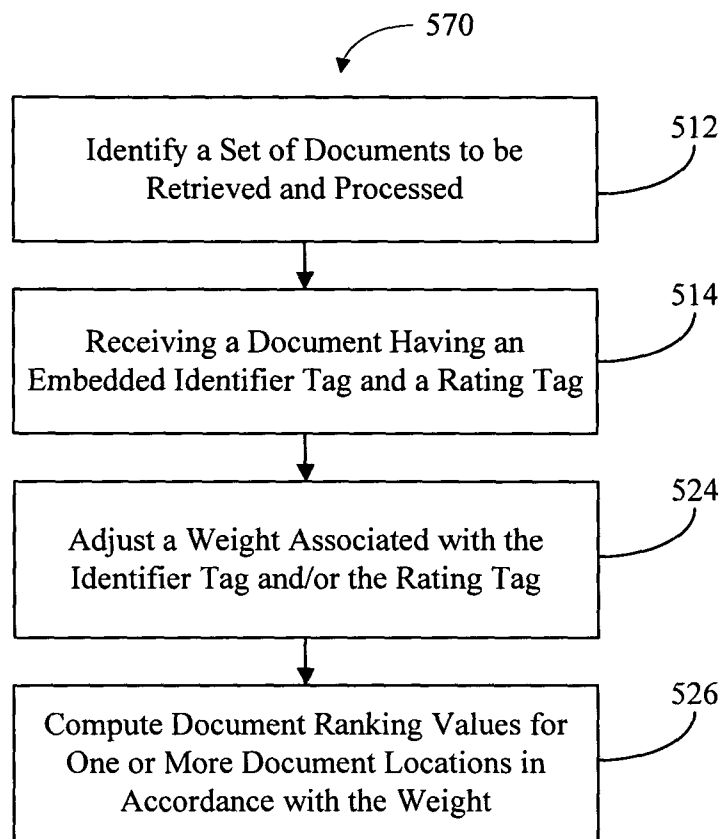 570
Identify a Set of Documents to be
Retrieved and Processed
512
Receiving a Document Having an
Embedded Identifier Tag and a Rating Tag
514
Adjust a Weight Associated with the
Identifier Tag and/or the Rating Tag
524
Compute Document Ranking Values for
One or More Document Locations in
Accordance with the Weight
526